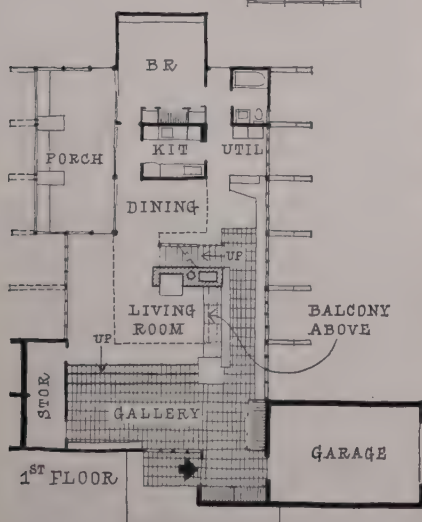 BR
PORCH
KIT
UTIL
DINING
UP
LIVING
ROOM
BALCONY
ABOVE
UP
STOR
GALLERY
GARAGE
1ST FLOOR